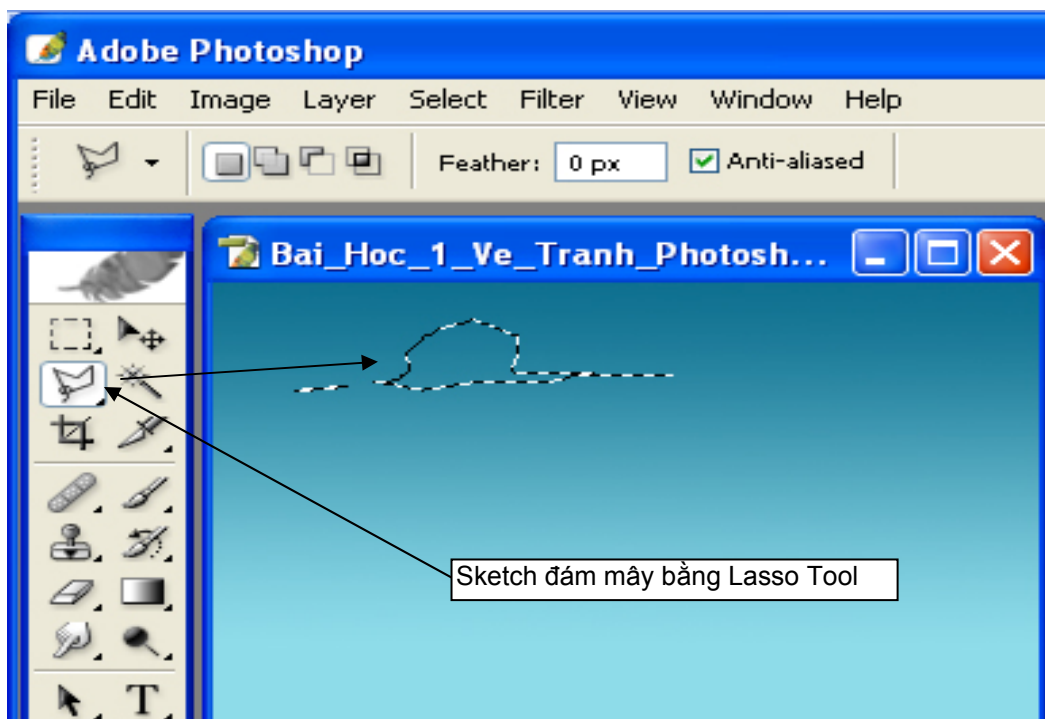 Adobe Photoshop
File Edit Image Layer Select Filter View Window Help
Feather: 0 px Anti-aliased
Bai_Hoc_1_Ve_Tranh_Photosh...
T
Sketch đám mây bằng Lasso Tool